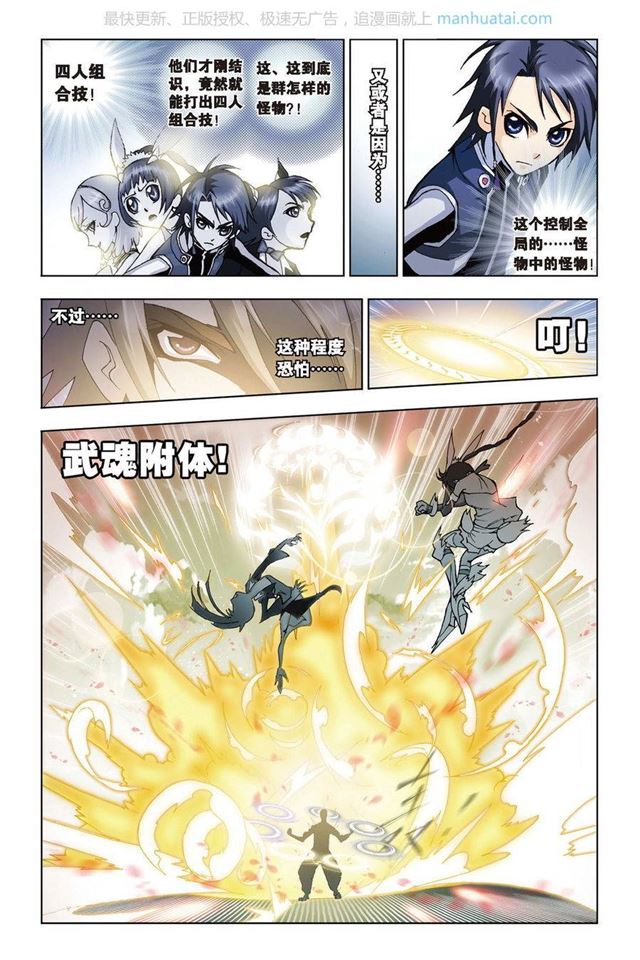 最快更新、正版授权、极速无广告，追漫画就上 manhuatai.com
四人组
合技！
他们才刚结
识，竟然就
能打出四人
组合技！
这、这到底
是群怎样的
怪物？！
又或者是因为……
这个控制全
局的……怪
物中的怪物！
不过……
这种程度
恐怕……
叮！
武魂附体！